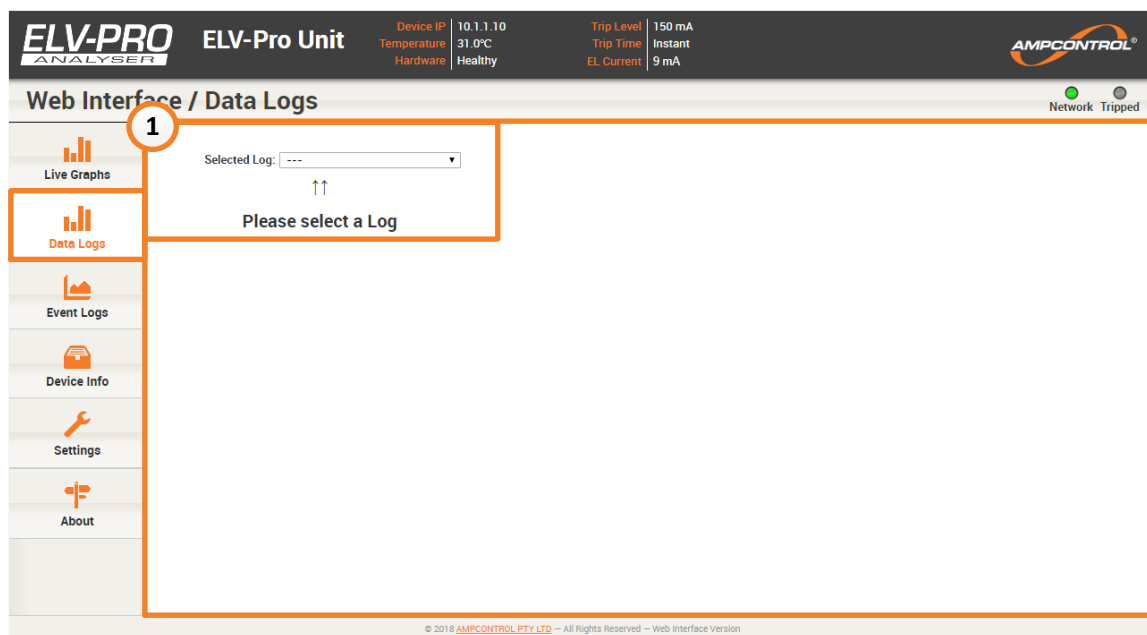 ELV-PRO
ANALYSER
ELV-Pro Unit
Device IP 10.1.1.10
Temperature 31.0°C
Hardware Healthy
Trip Level 150 mA
Trip Time Instant
EL Current 9 mA
AMPCONTROL®
Web Interface / Data Logs
Network Tripped
1
Live Graphs
Data Logs
Event Logs
Device Info
Settings
About
Selected Log: ---
↑↑
Please select a Log
© 2018 AMPCONTROL PTY LTD — All Rights Reserved — Web Interface Version